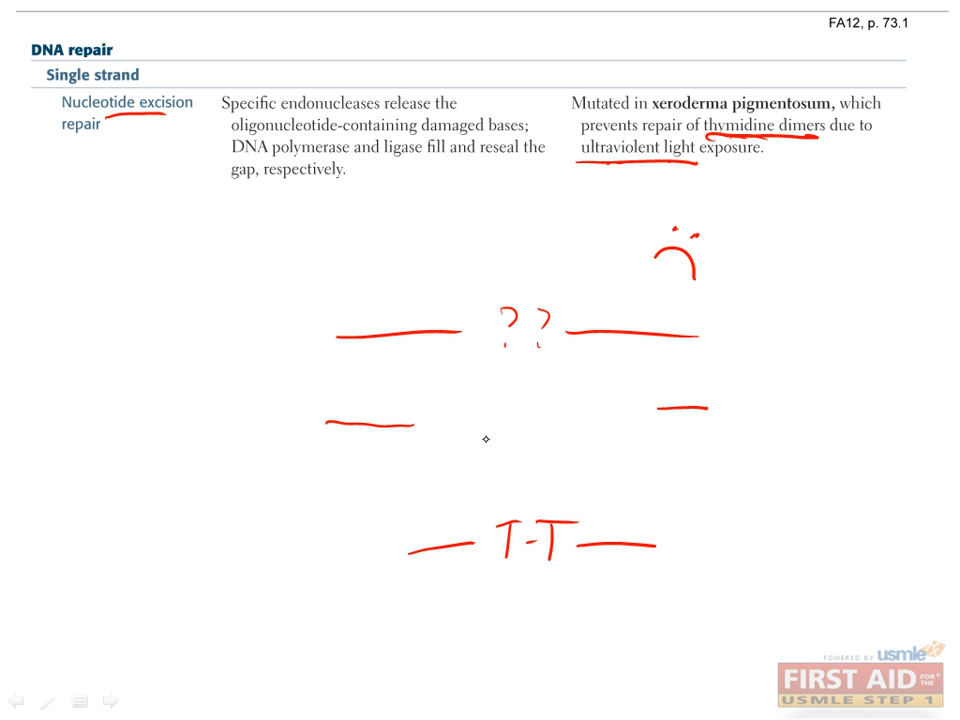 FA12, p. 73.1
DNA repair
Single strand
Nucleotide excision
repair
Specific endonucleases release the
oligonucleotide-containing damaged bases;
DNA polymerase and ligase fill and reseal the
gap, respectively.
Mutated in xeroderma pigmentosum, which
prevents repair of thymidine dimers due to
ultraviolent light exposure.
? ?
T-T
POWERED BY usmle
FIRST AID FOR THE
USMLE STEP 1